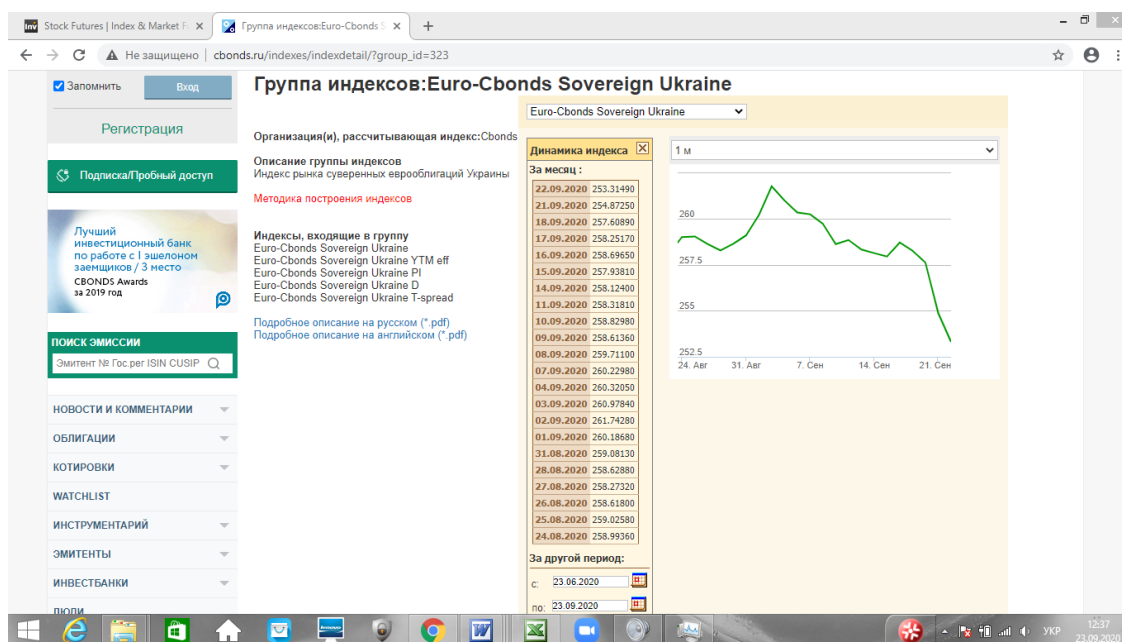 Stock Futures | Index & Market F
Группа индексов:Euro-Cbonds S
Не защищено
cbonds.ru/indexes/indexdetail/?group_id=323
Запомнить
Вход
Регистрация
Подписка/Пробный доступ
Лучший
инвестиционный банк
по работе с I эшелоном
заемщиков / 3 место
CBONDS Awards
за 2019 год
ПОИСК ЭМИССИИ
Эмитент № Гос.рег ISIN CUSIP
НОВОСТИ И КОММЕНТАРИИ
ОБЛИГАЦИИ
КОТИРОВКИ
WATCHLIST
ИНСТРУМЕНТАРИЙ
ЭМИТЕНТЫ
ИНВЕСТБАНКИ
ЛЮДИ
Группа индексов:Euro-Cbonds Sovereign Ukraine
Организация(и), рассчитывающая индекс:Cbonds
Описание группы индексов
Индекс рынка суверенных еврооблигаций Украины
Методика построения индексов
Индексы, входящие в группу
Euro-Cbonds Sovereign Ukraine
Euro-Cbonds Sovereign Ukraine YTM eff
Euro-Cbonds Sovereign Ukraine PI
Euro-Cbonds Sovereign Ukraine D
Euro-Cbonds Sovereign Ukraine T-spread
Подробное описание на русском (*.pdf)
Подробное описание на английском (*.pdf)
Euro-Cbonds Sovereign Ukraine
Динамика индекса
За месяц :
22.09.2020 253.31490
21.09.2020 254.87250
18.09.2020 257.60890
17.09.2020 258.25170
16.09.2020 258.69650
15.09.2020 257.93810
14.09.2020 258.12400
11.09.2020 258.31810
10.09.2020 258.82980
09.09.2020 258.61360
08.09.2020 259.71100
07.09.2020 260.22980
04.09.2020 260.32050
03.09.2020 260.97840
02.09.2020 261.74280
01.09.2020 260.18680
31.08.2020 259.08130
28.08.2020 258.62880
27.08.2020 258.27320
26.08.2020 258.61800
25.08.2020 259.02580
24.08.2020 258.99360
За другой период:
с: 23.06.2020
по: 23.09.2020
1 м
260
257.5
255
252.5
24. Авг 31. Авг 7. Сен 14. Сен 21. Сен
УКР
12:37
23.09.2020